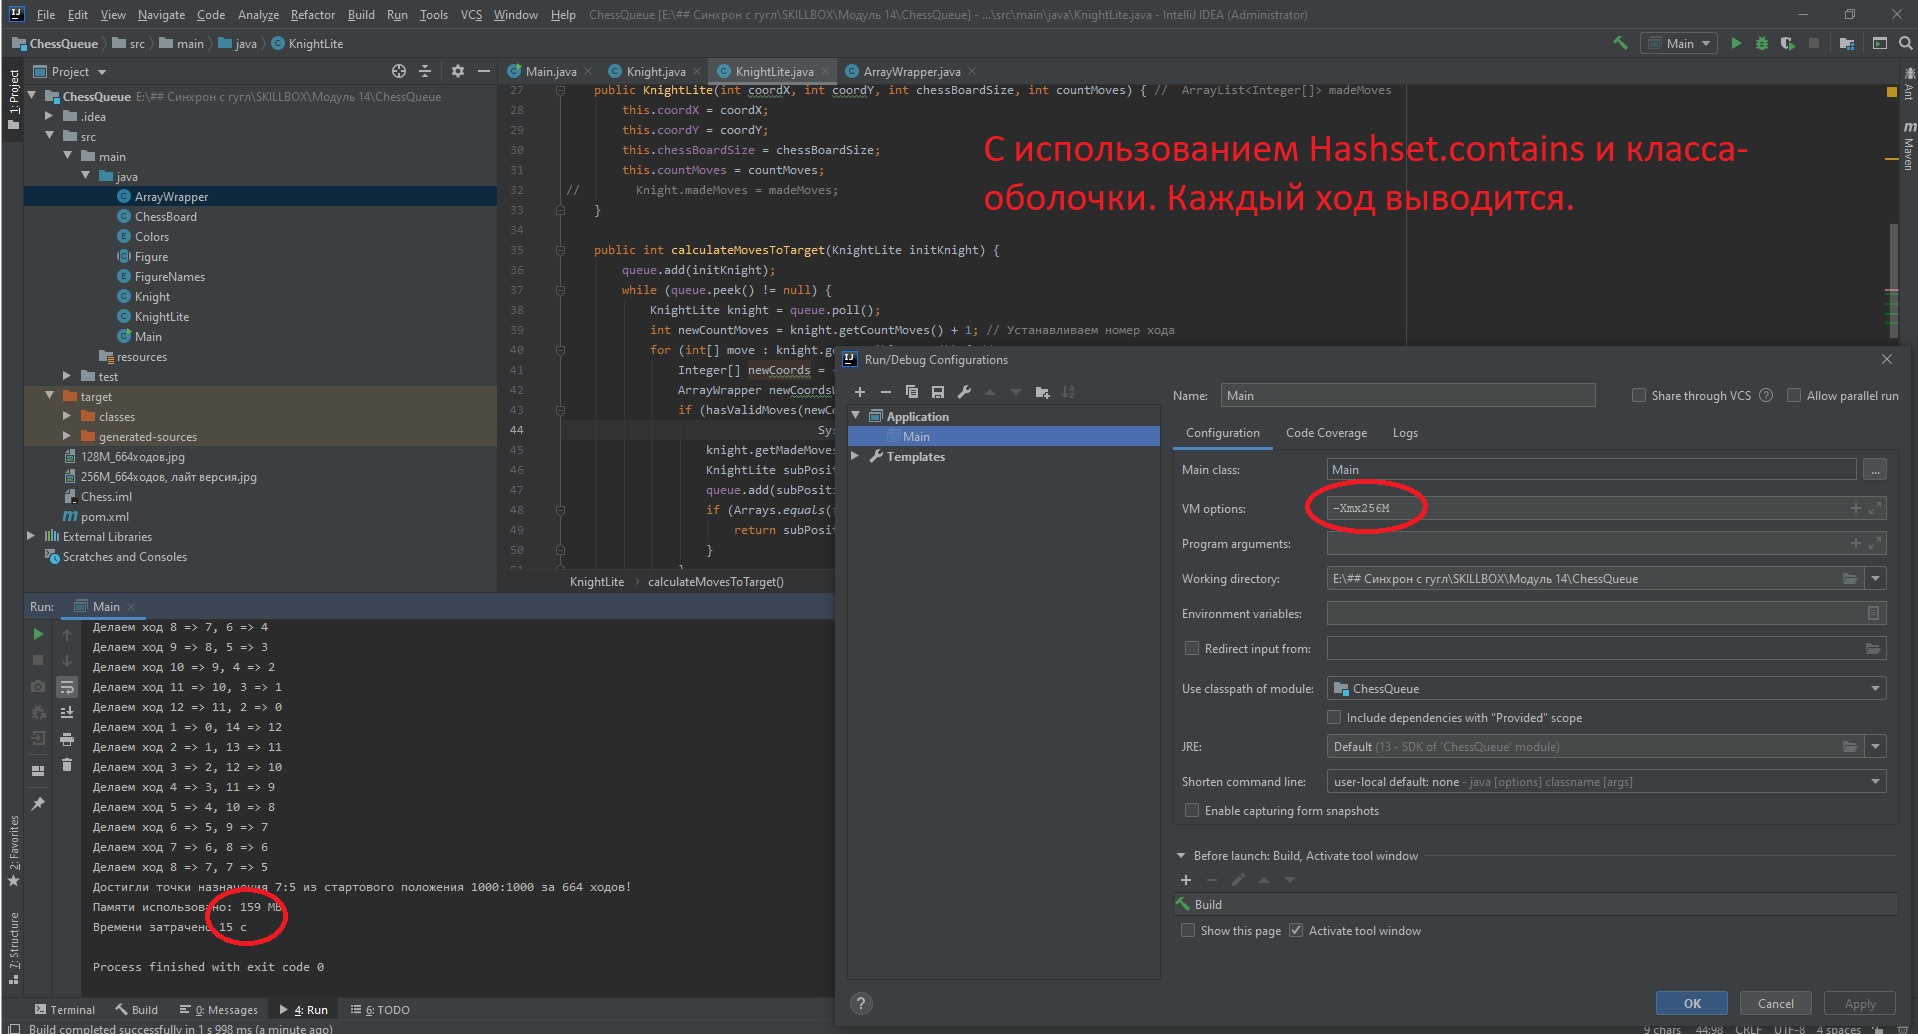 File Edit View Navigate Code Analyze Refactor Build Run Tools VCS Window Help ChessQueue [E:\## Синхрон с гугл\SKILLBOX\Модуль 14\ChessQueue] - ...\src\main\java\KnightLite.java - IntelliJ IDEA (Administrator)
ChessQueue src main java KnightLite Main
Project
Main.java Knight.java KnightLite.java ArrayWrapper.java
1: Project
ChessQueue E:\## Синхрон с гугл\SKILLBOX\Модуль 14\ChessQueue
.idea
src
main
java
ArrayWrapper
ChessBoard
Colors
Figure
FigureNames
Knight
KnightLite
Main
resources
test
target
classes
generated-sources
128M_664ходов.jpg
256M_664ходов, лайт версия.jpg
Chess.iml
pom.xml
External Libraries
Scratches and Consoles
27 public KnightLite(int coordX, int coordY, int chessBoardSize, int countMoves) { // ArrayList<Integer[]> madeMoves
28 this.coordX = coordX;
29 this.coordY = coordY;
30 this.chessBoardSize = chessBoardSize;
31 this.countMoves = countMoves;
32 // Knight.madeMoves = madeMoves;
33 }
34
35 public int calculateMovesToTarget(KnightLite initKnight) {
36 queue.add(initKnight);
37 while (queue.peek() != null) {
38 KnightLite knight = queue.poll();
39 int newCountMoves = knight.getCountMoves() + 1; // Устанавливаем номер хода
40 for (int[] move : knight.ge
41 Integer[] newCoords = {
42 ArrayWrapper newCoords
43 if (hasValidMoves(newCo
44 Sys
45 knight.getMadeMoves
46 KnightLite subPosit
47 queue.add(subPositi
48 if (Arrays.equals(
49 return subPosit
50 }
KnightLite calculateMovesToTarget()
С использованием Hashset.contains и класса-
оболочки. Каждый ход выводится.
Ant
Maven
Run: Main
Делаем ход 8 => 7, 6 => 4
Делаем ход 9 => 8, 5 => 3
Делаем ход 10 => 9, 4 => 2
Делаем ход 11 => 10, 3 => 1
Делаем ход 12 => 11, 2 => 0
Делаем ход 1 => 0, 14 => 12
Делаем ход 2 => 1, 13 => 11
Делаем ход 3 => 2, 12 => 10
Делаем ход 4 => 3, 11 => 9
Делаем ход 5 => 4, 10 => 8
Делаем ход 6 => 5, 9 => 7
Делаем ход 7 => 6, 8 => 6
Делаем ход 8 => 7, 7 => 5
Достигли точки назначения 7:5 из стартового положения 1000:1000 за 664 ходов!
Памяти использовано: 159 MB
Времени затрачено 15 с
Process finished with exit code 0
2: Favorites
7: Structure
Run/Debug Configurations
Application
Main
Templates
Name: Main Share through VCS Allow parallel run
Configuration Code Coverage Logs
Main class: Main ...
VM options: -Xmx256M
Program arguments:
Working directory: E:\## Синхрон с гугл\SKILLBOX\Модуль 14\ChessQueue
Environment variables:
Redirect input from:
Use classpath of module: ChessQueue
Include dependencies with "Provided" scope
JRE: Default (13 - SDK of 'ChessQueue' module)
Shorten command line: user-local default: none - java [options] classname [args]
Enable capturing form snapshots
Before launch: Build, Activate tool window
Build
Show this page Activate tool window
? OK Cancel Apply
Terminal Build 0: Messages 4: Run 6: TODO
Build completed successfully in 1 s 998 ms (a minute ago) 9 chars 44:98 CRLF UTF-8 4 spaces